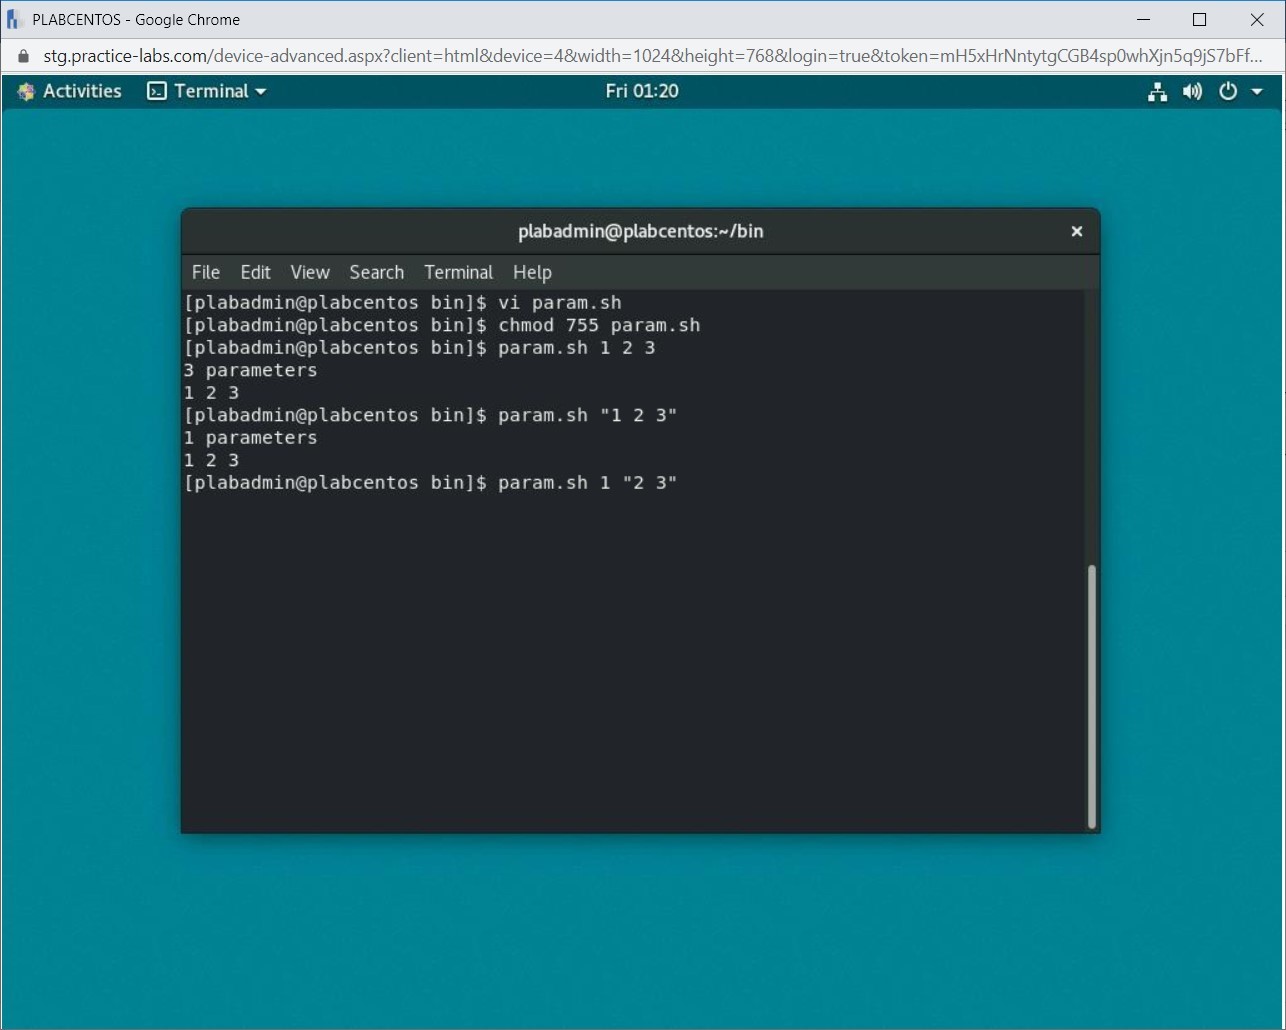 PLABCENTOS - Google Chrome
stg.practice-labs.com/device-advanced.aspx?client=html&device=4&width=1024&height=768&login=true&token=mH5xHrNntytgCGB4sp0whXjn5q9jS7bFf...
Activities Terminal Fri 01:20
plabadmin@plabcentos:~/bin
File Edit View Search Terminal Help
[plabadmin@plabcentos bin]$ vi param.sh
[plabadmin@plabcentos bin]$ chmod 755 param.sh
[plabadmin@plabcentos bin]$ param.sh 1 2 3
3 parameters
1 2 3
[plabadmin@plabcentos bin]$ param.sh "1 2 3"
1 parameters
1 2 3
[plabadmin@plabcentos bin]$ param.sh 1 "2 3"